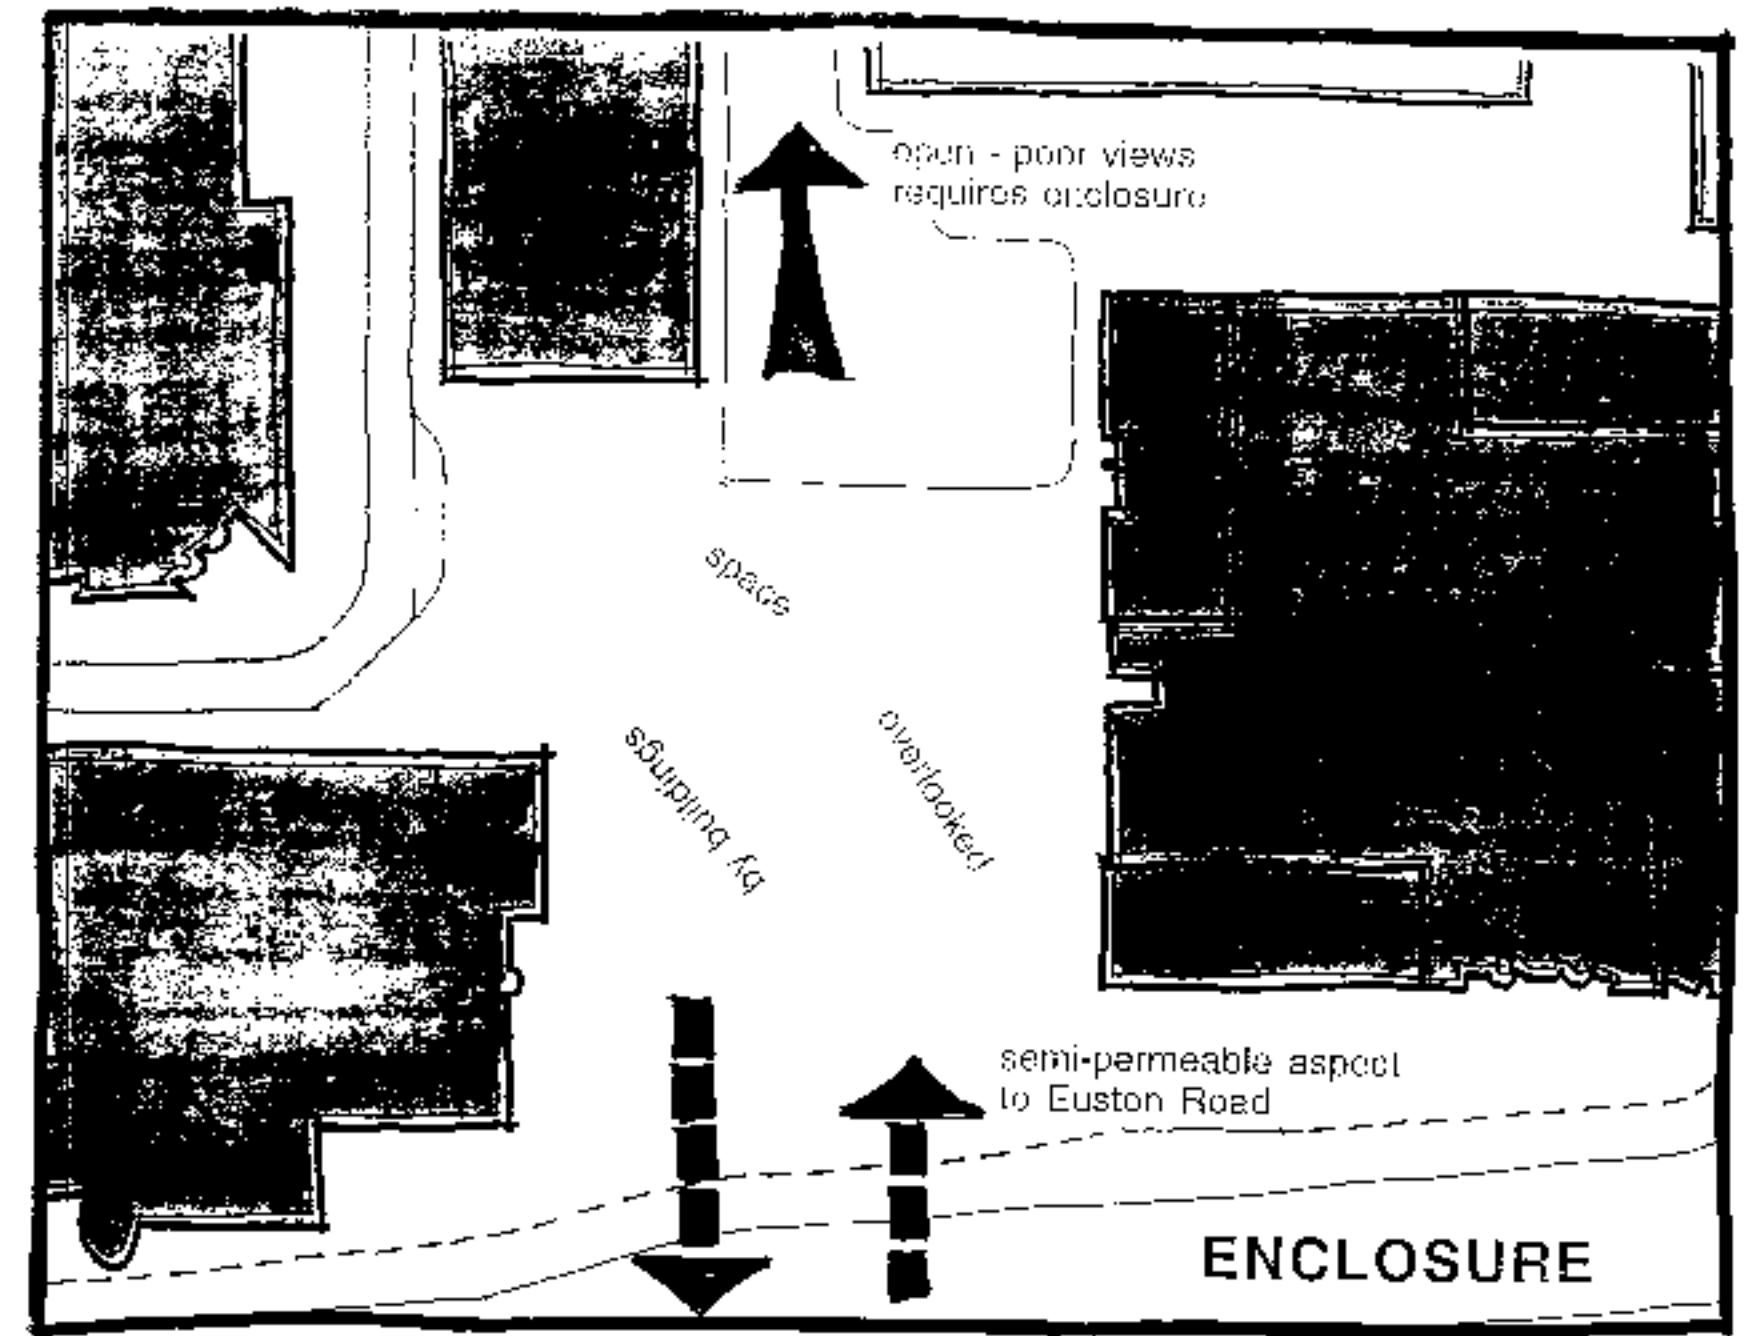 open - poor views
requires enclosure
space
overlooked
by buildings
semi-permeable aspect
to Euston Road
ENCLOSURE